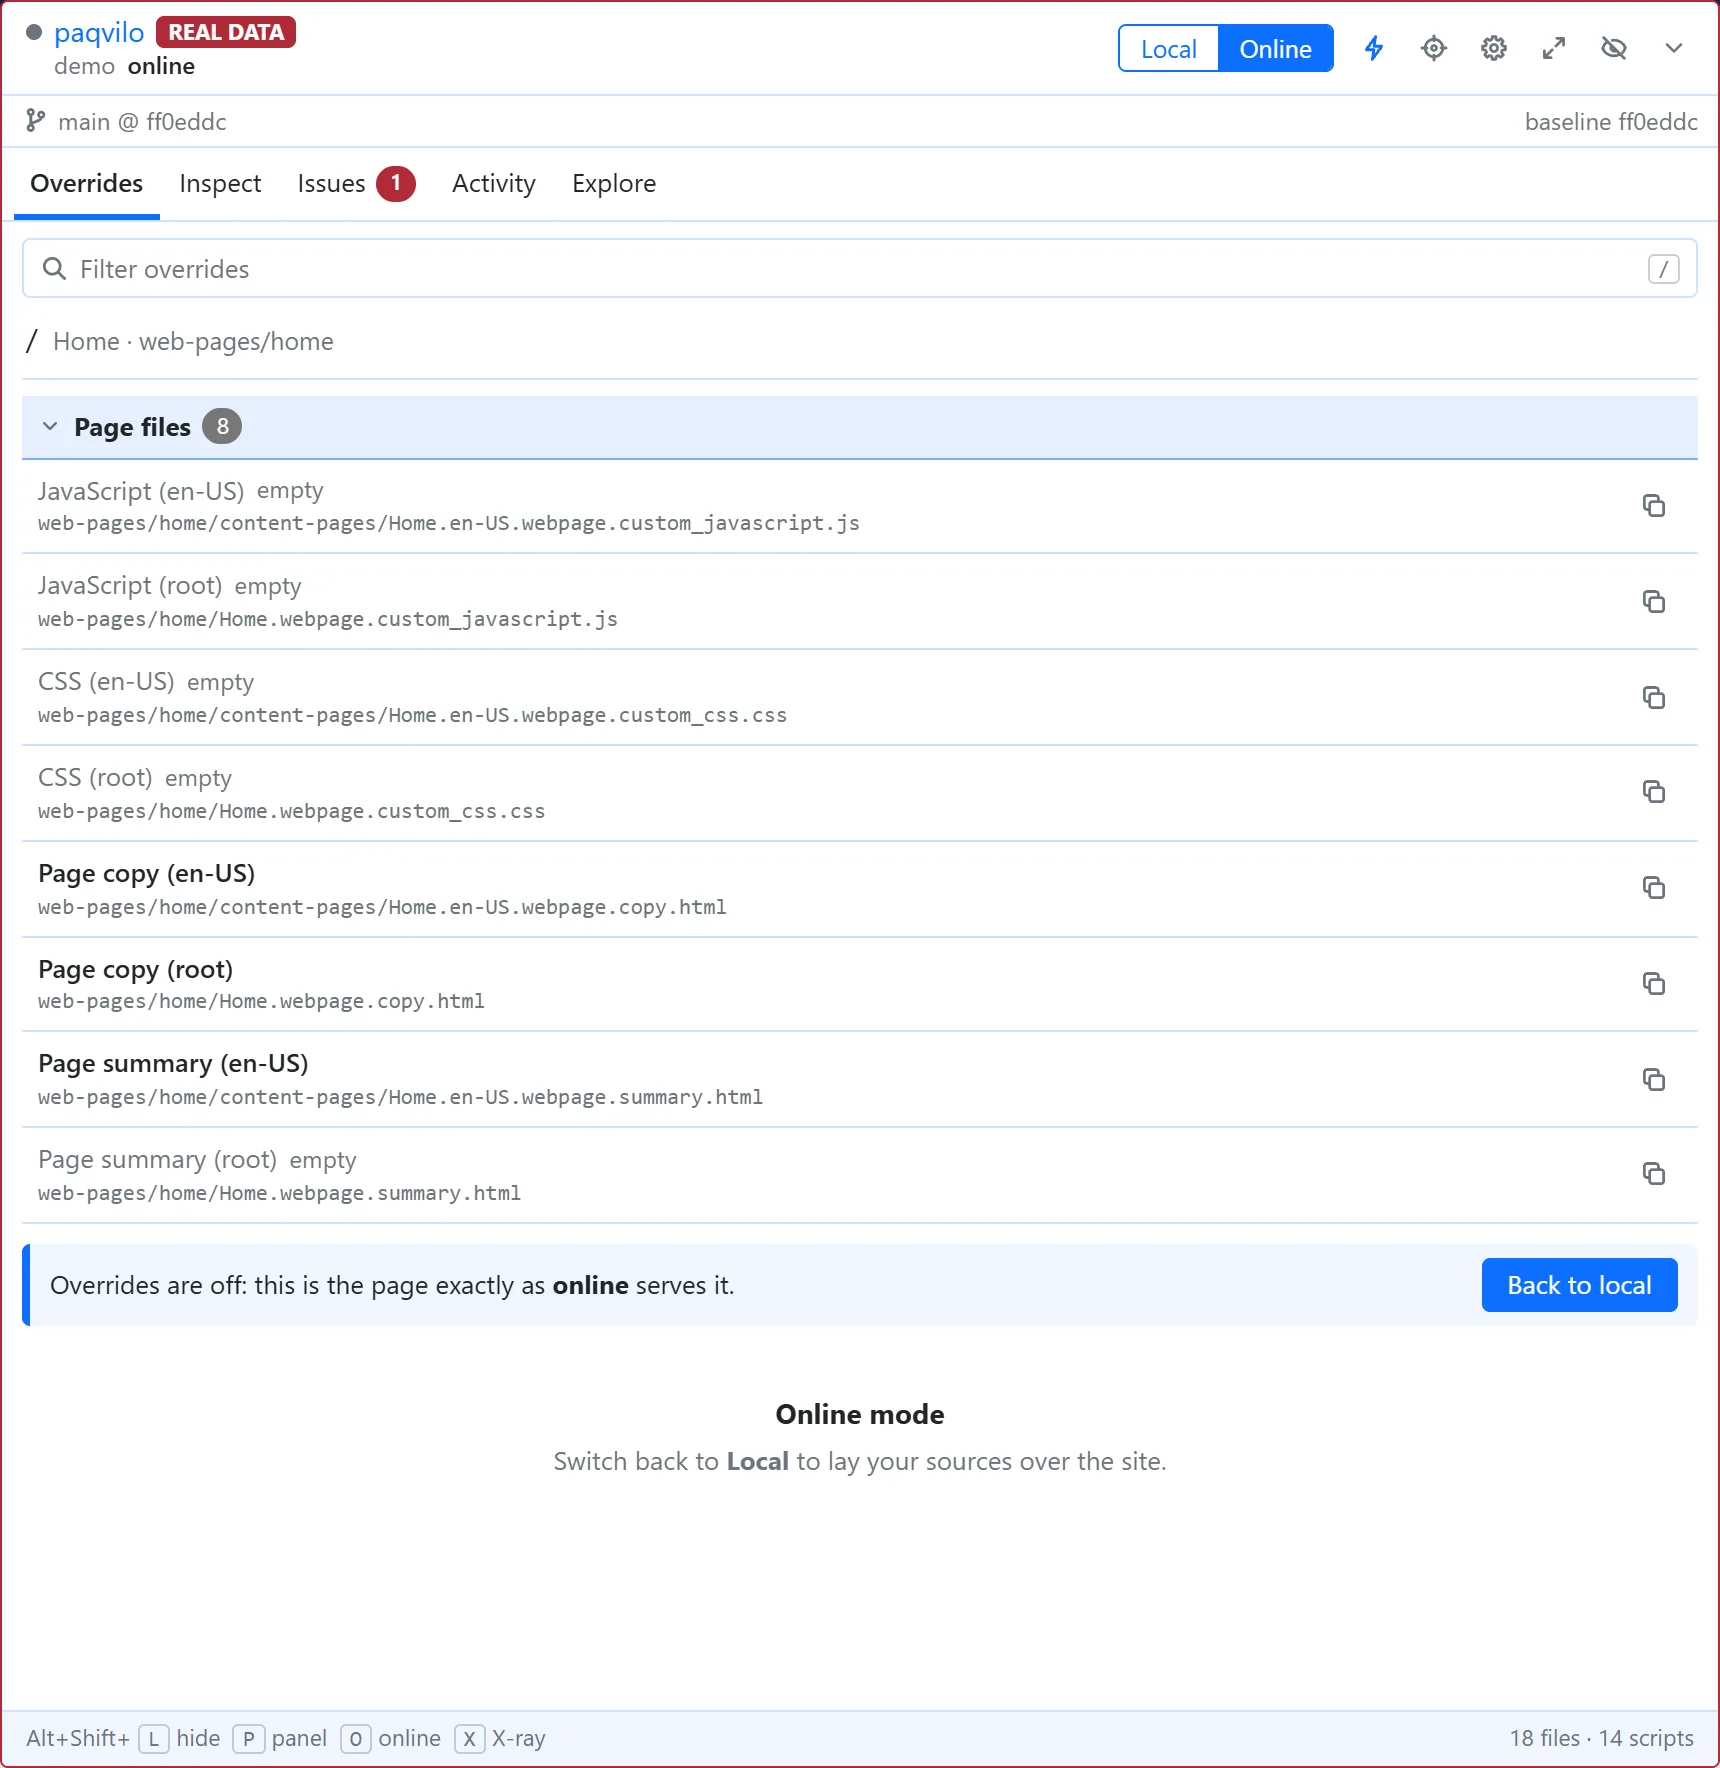 paqvilo REAL DATA
demo online
Local Online
main @ ff0eddc
baseline ff0eddc
Overrides Inspect Issues 1 Activity Explore
Filter overrides /
/ Home · web-pages/home
Page files 8
JavaScript (en-US) empty
web-pages/home/content-pages/Home.en-US.webpage.custom_javascript.js
JavaScript (root) empty
web-pages/home/Home.webpage.custom_javascript.js
CSS (en-US) empty
web-pages/home/content-pages/Home.en-US.webpage.custom_css.css
CSS (root) empty
web-pages/home/Home.webpage.custom_css.css
Page copy (en-US)
web-pages/home/content-pages/Home.en-US.webpage.copy.html
Page copy (root)
web-pages/home/Home.webpage.copy.html
Page summary (en-US)
web-pages/home/content-pages/Home.en-US.webpage.summary.html
Page summary (root) empty
web-pages/home/Home.webpage.summary.html
Overrides are off: this is the page exactly as online serves it.
Back to local
Online mode
Switch back to Local to lay your sources over the site.
Alt+Shift+ L hide P panel O online X X-ray
18 files · 14 scripts